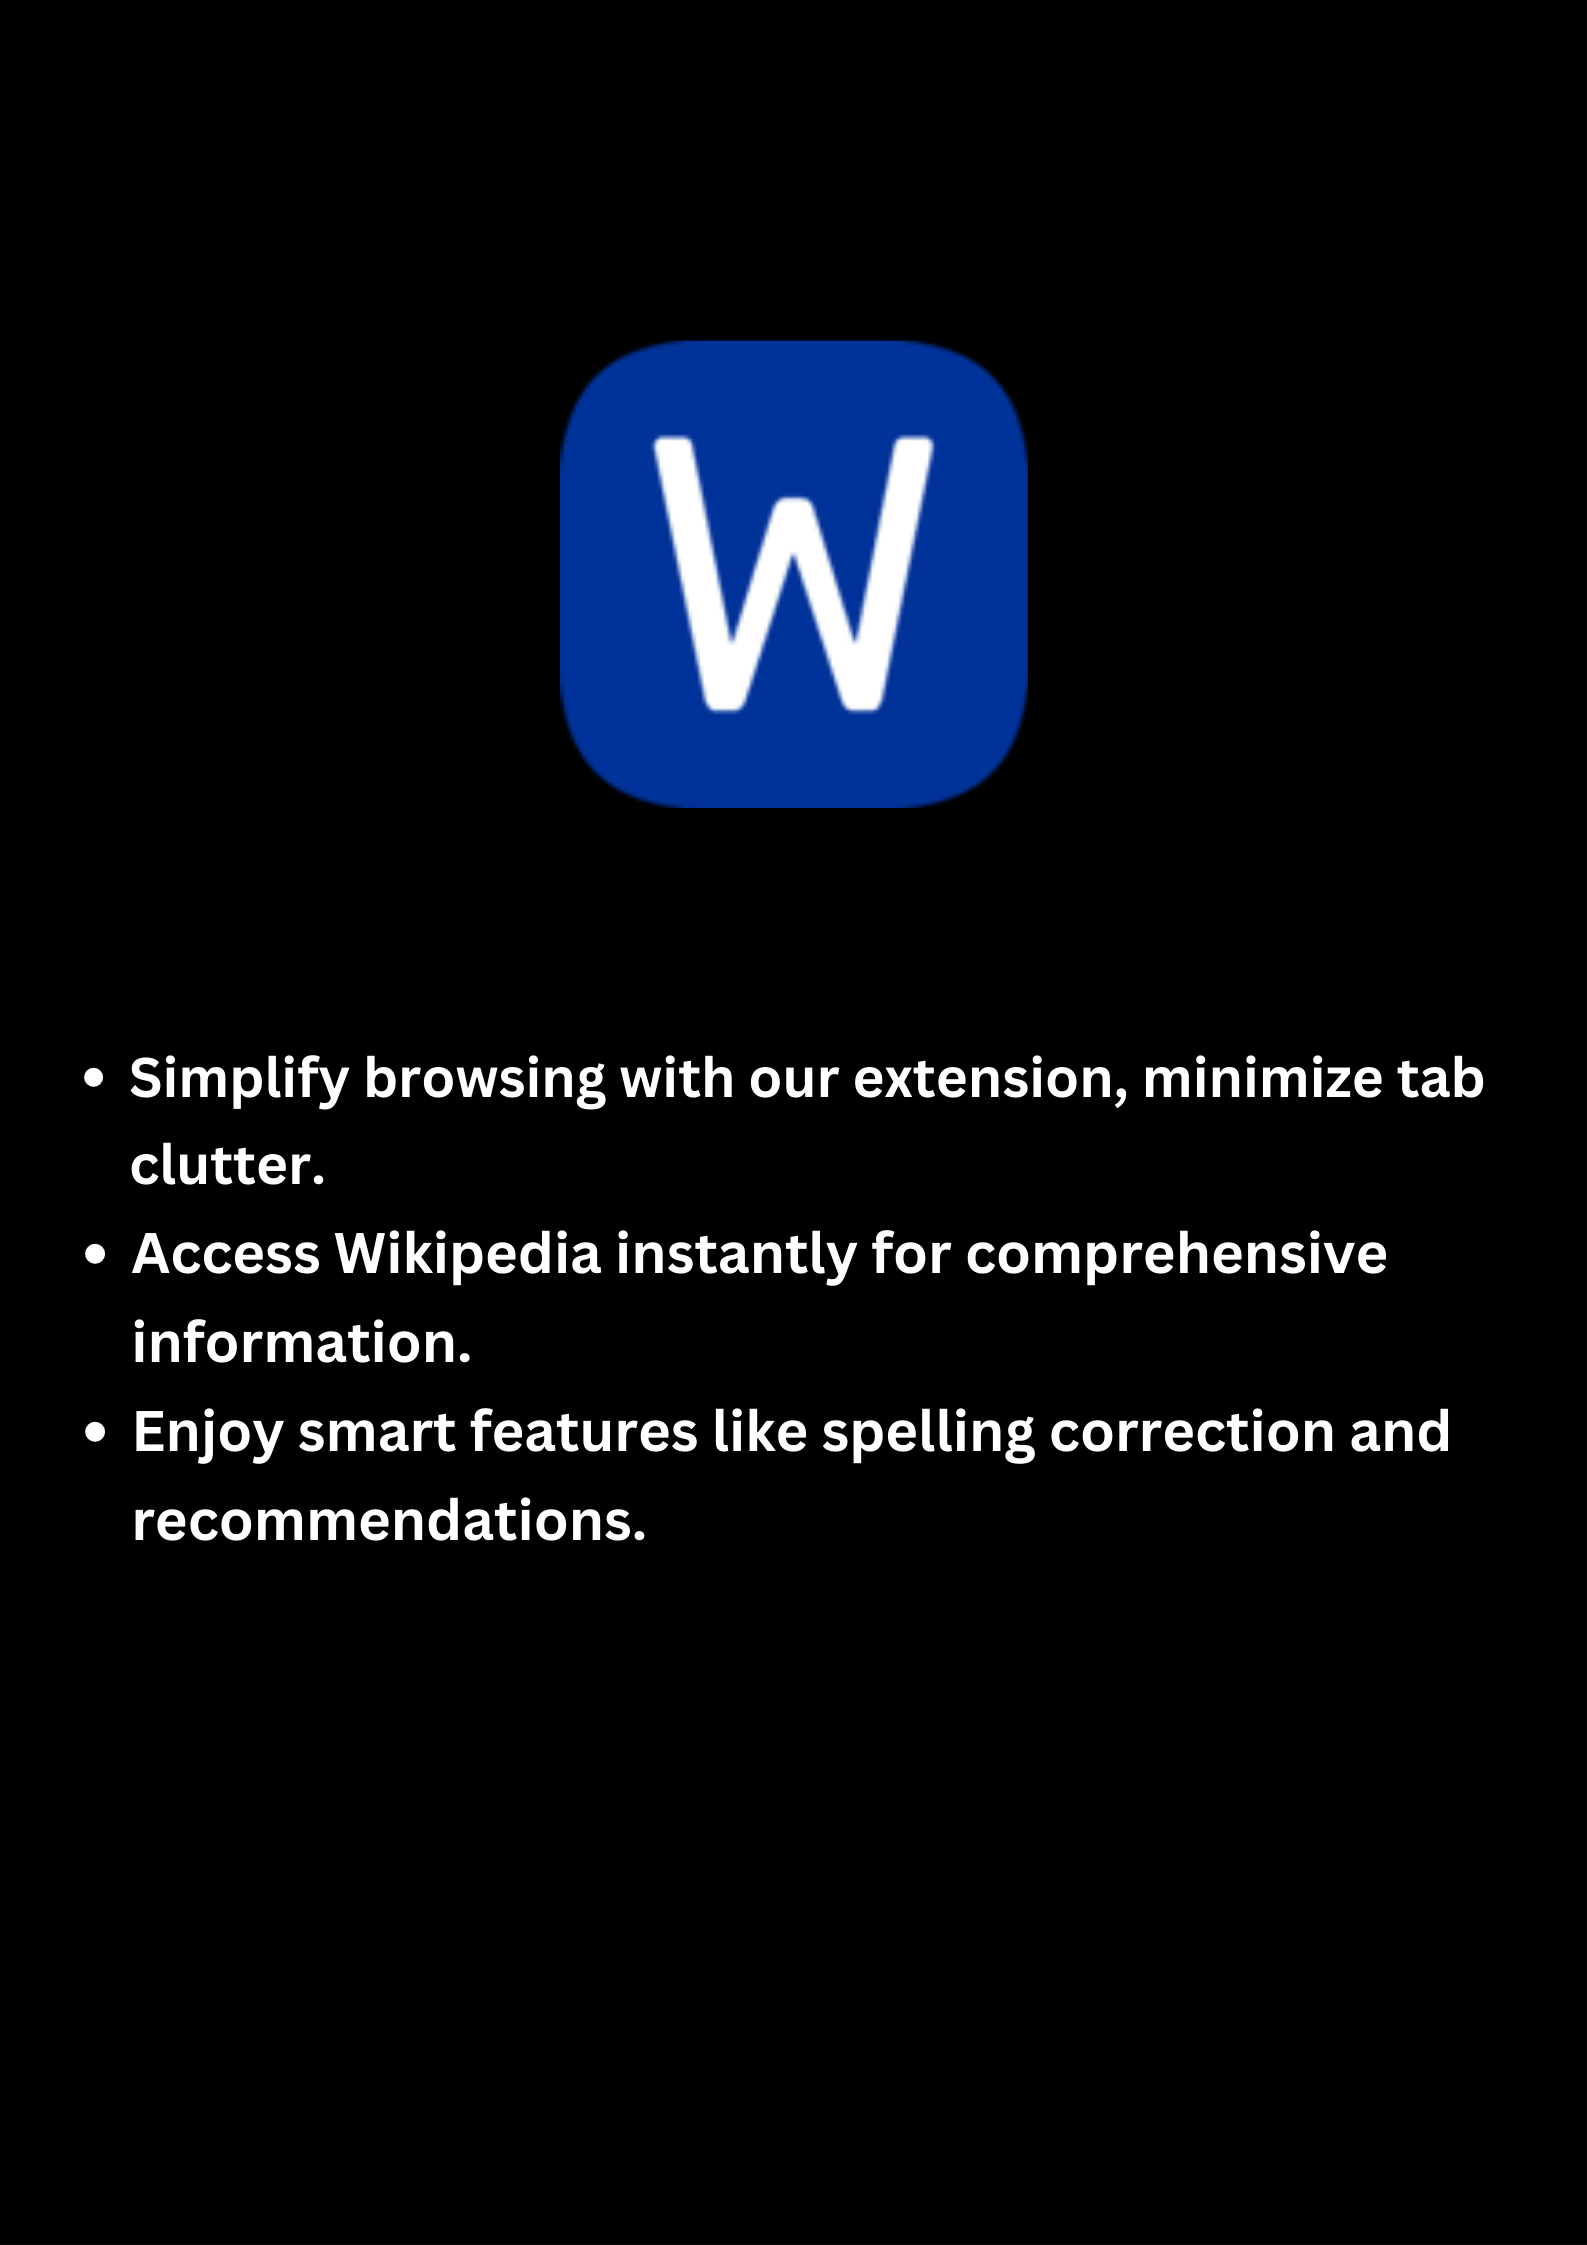 W
• Simplify browsing with our extension, minimize tab
clutter.
• Access Wikipedia instantly for comprehensive
information.
• Enjoy smart features like spelling correction and
recommendations.